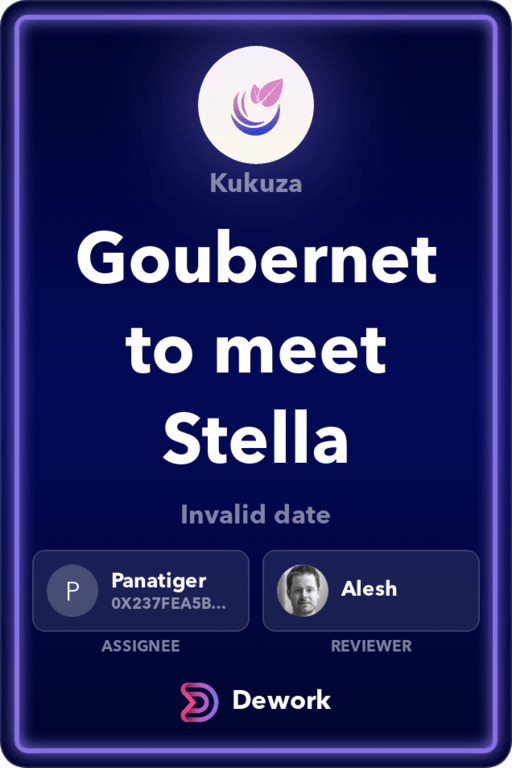 Kukuza
Goubernet
to meet
Stella
Invalid date
P
Panatiger
0X237FEA5B...
ASSIGNEE
Alesh
REVIEWER
Dework